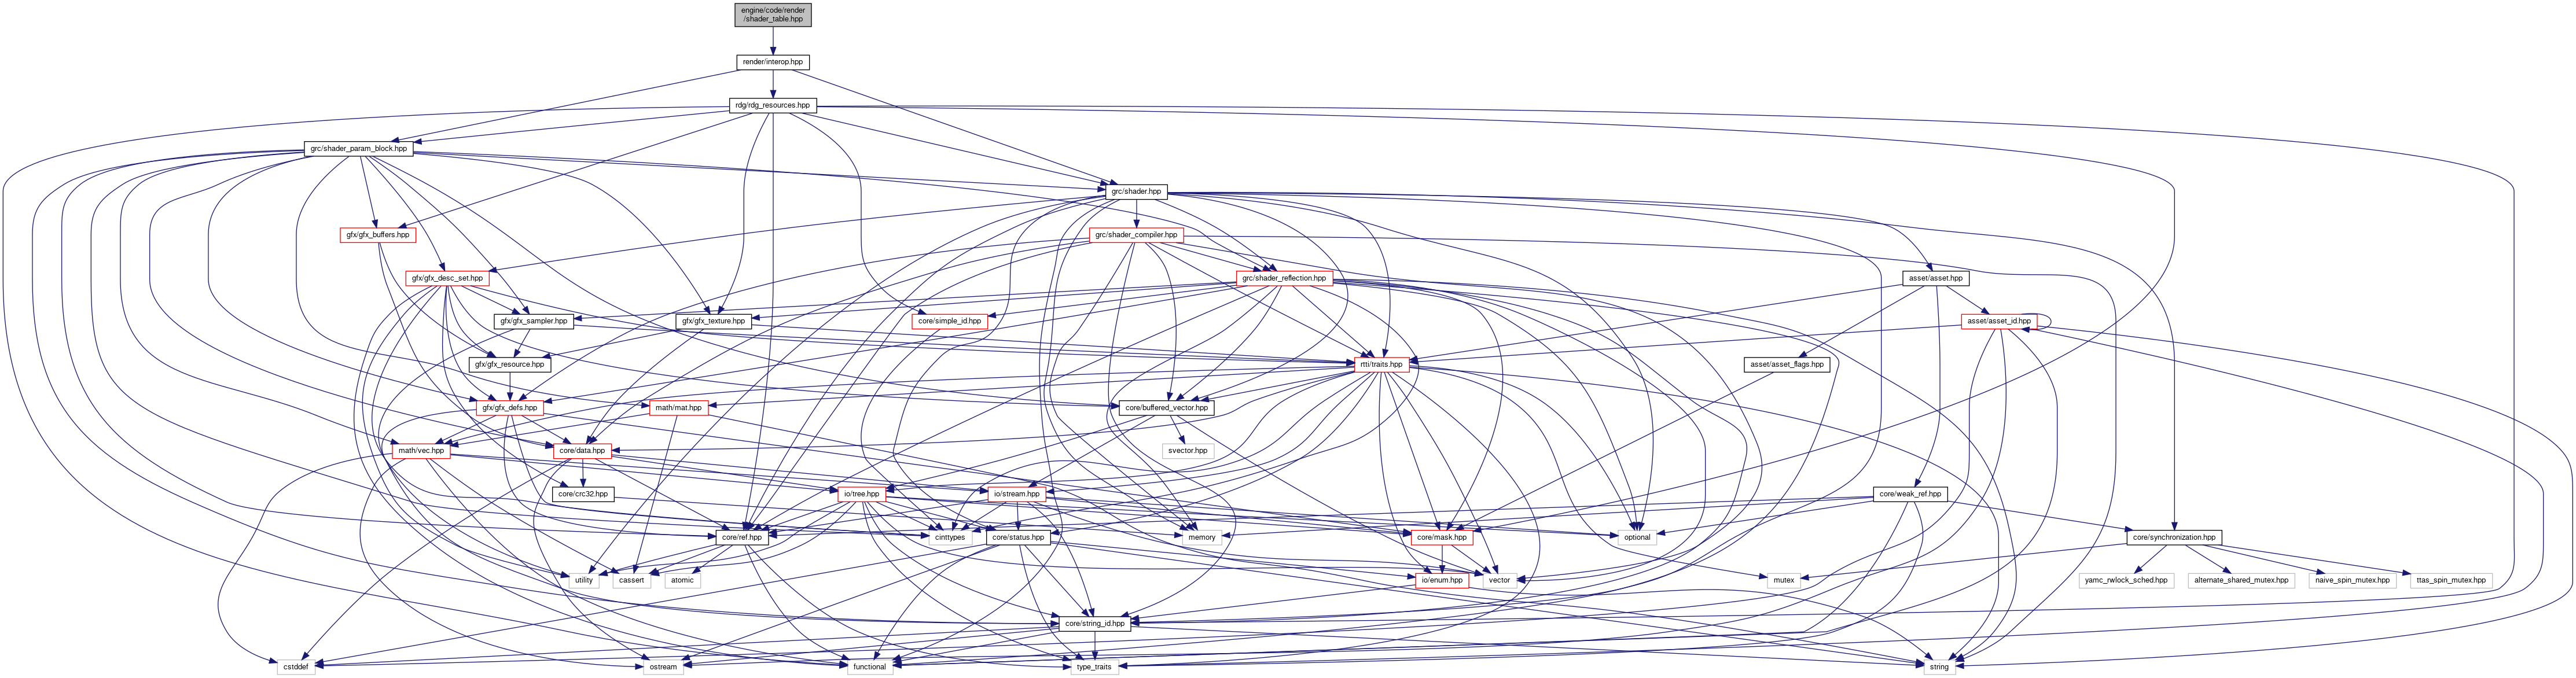 engine/code/render
/shader_table.hpp
render/interop.hpp
rdg/rdg_resources.hpp
grc/shader_param_block.hpp
grc/shader.hpp
gfx/gfx_buffers.hpp
grc/shader_compiler.hpp
gfx/gfx_desc_set.hpp
grc/shader_reflection.hpp
asset/asset.hpp
gfx/gfx_sampler.hpp
gfx/gfx_texture.hpp
core/simple_id.hpp
asset/asset_id.hpp
gfx/gfx_resource.hpp
rtti/traits.hpp
asset/asset_flags.hpp
gfx/gfx_defs.hpp
math/mat.hpp
core/buffered_vector.hpp
math/vec.hpp
core/data.hpp
svector.hpp
core/crc32.hpp
io/tree.hpp
io/stream.hpp
core/weak_ref.hpp
core/ref.hpp
cinttypes
core/status.hpp
memory
core/mask.hpp
optional
core/synchronization.hpp
utility
cassert
atomic
io/enum.hpp
vector
mutex
yamc_rwlock_sched.hpp
alternate_shared_mutex.hpp
naive_spin_mutex.hpp
ttas_spin_mutex.hpp
core/string_id.hpp
cstddef
ostream
functional
type_traits
string